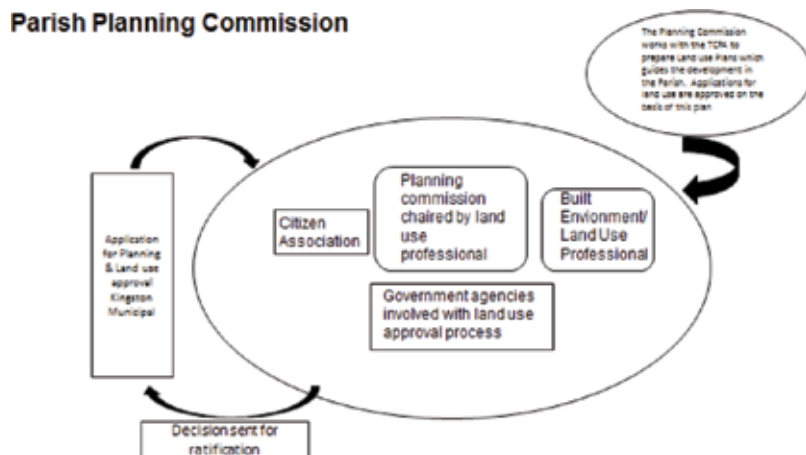 Parish Planning Commission
The Planning Commission
works with the TCPA to
prepare Land use Plans which
guides the development in
the Parish. Applications for
land use are approved on the
basis of this plan
Application
for Planning
& Land use
approval
Kingston
Municipal
Citizen
Association
Planning
commission
chaired by land
use
professional
Built
Envionment/
Land Use
Professional
Government agencies
involved with land use
approval process
Decision sent for
ratification